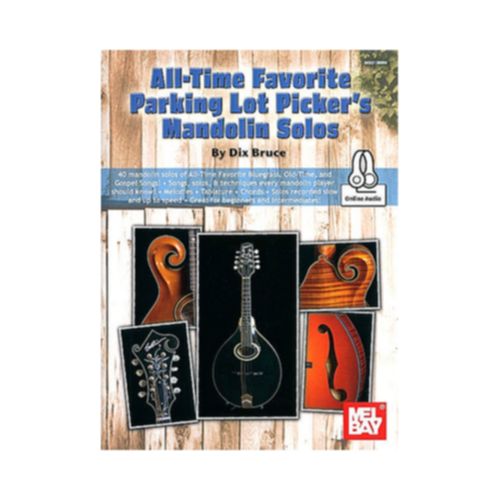 All-Time Favorite
Parking Lot Picker's
Mandolin Solos
By Dix Bruce
40 mandolin solos of All-Time Favorite Bluegrass, Old-Time, and
Gospel Songs! • Songs, solos, & techniques every mandolin player
should know! • Melodies • Tablature • Chords • Solos recorded slow
and up to speed • Great for beginners and intermediates!
Online Audio
MEL
BAY